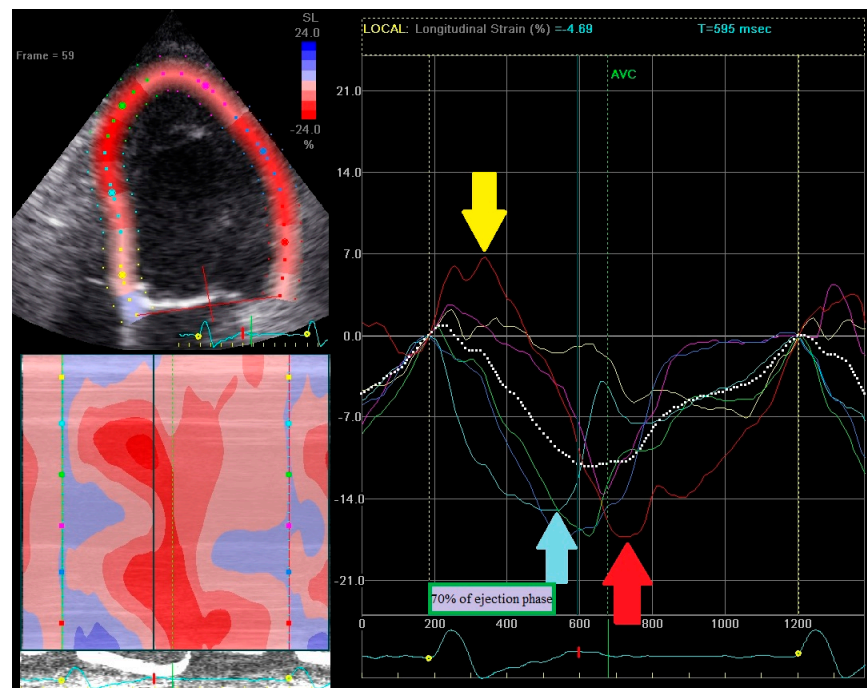 SL
24.0
-24.0
%
Frame = 59
LOCAL: Longitudinal Strain (%) =-4.69 T=595 msec
AVC
21.0
14.0
7.0
0.0
-7.0
-14.0
-21.0
70% of ejection phase
0 200 400 600 800 1000 1200